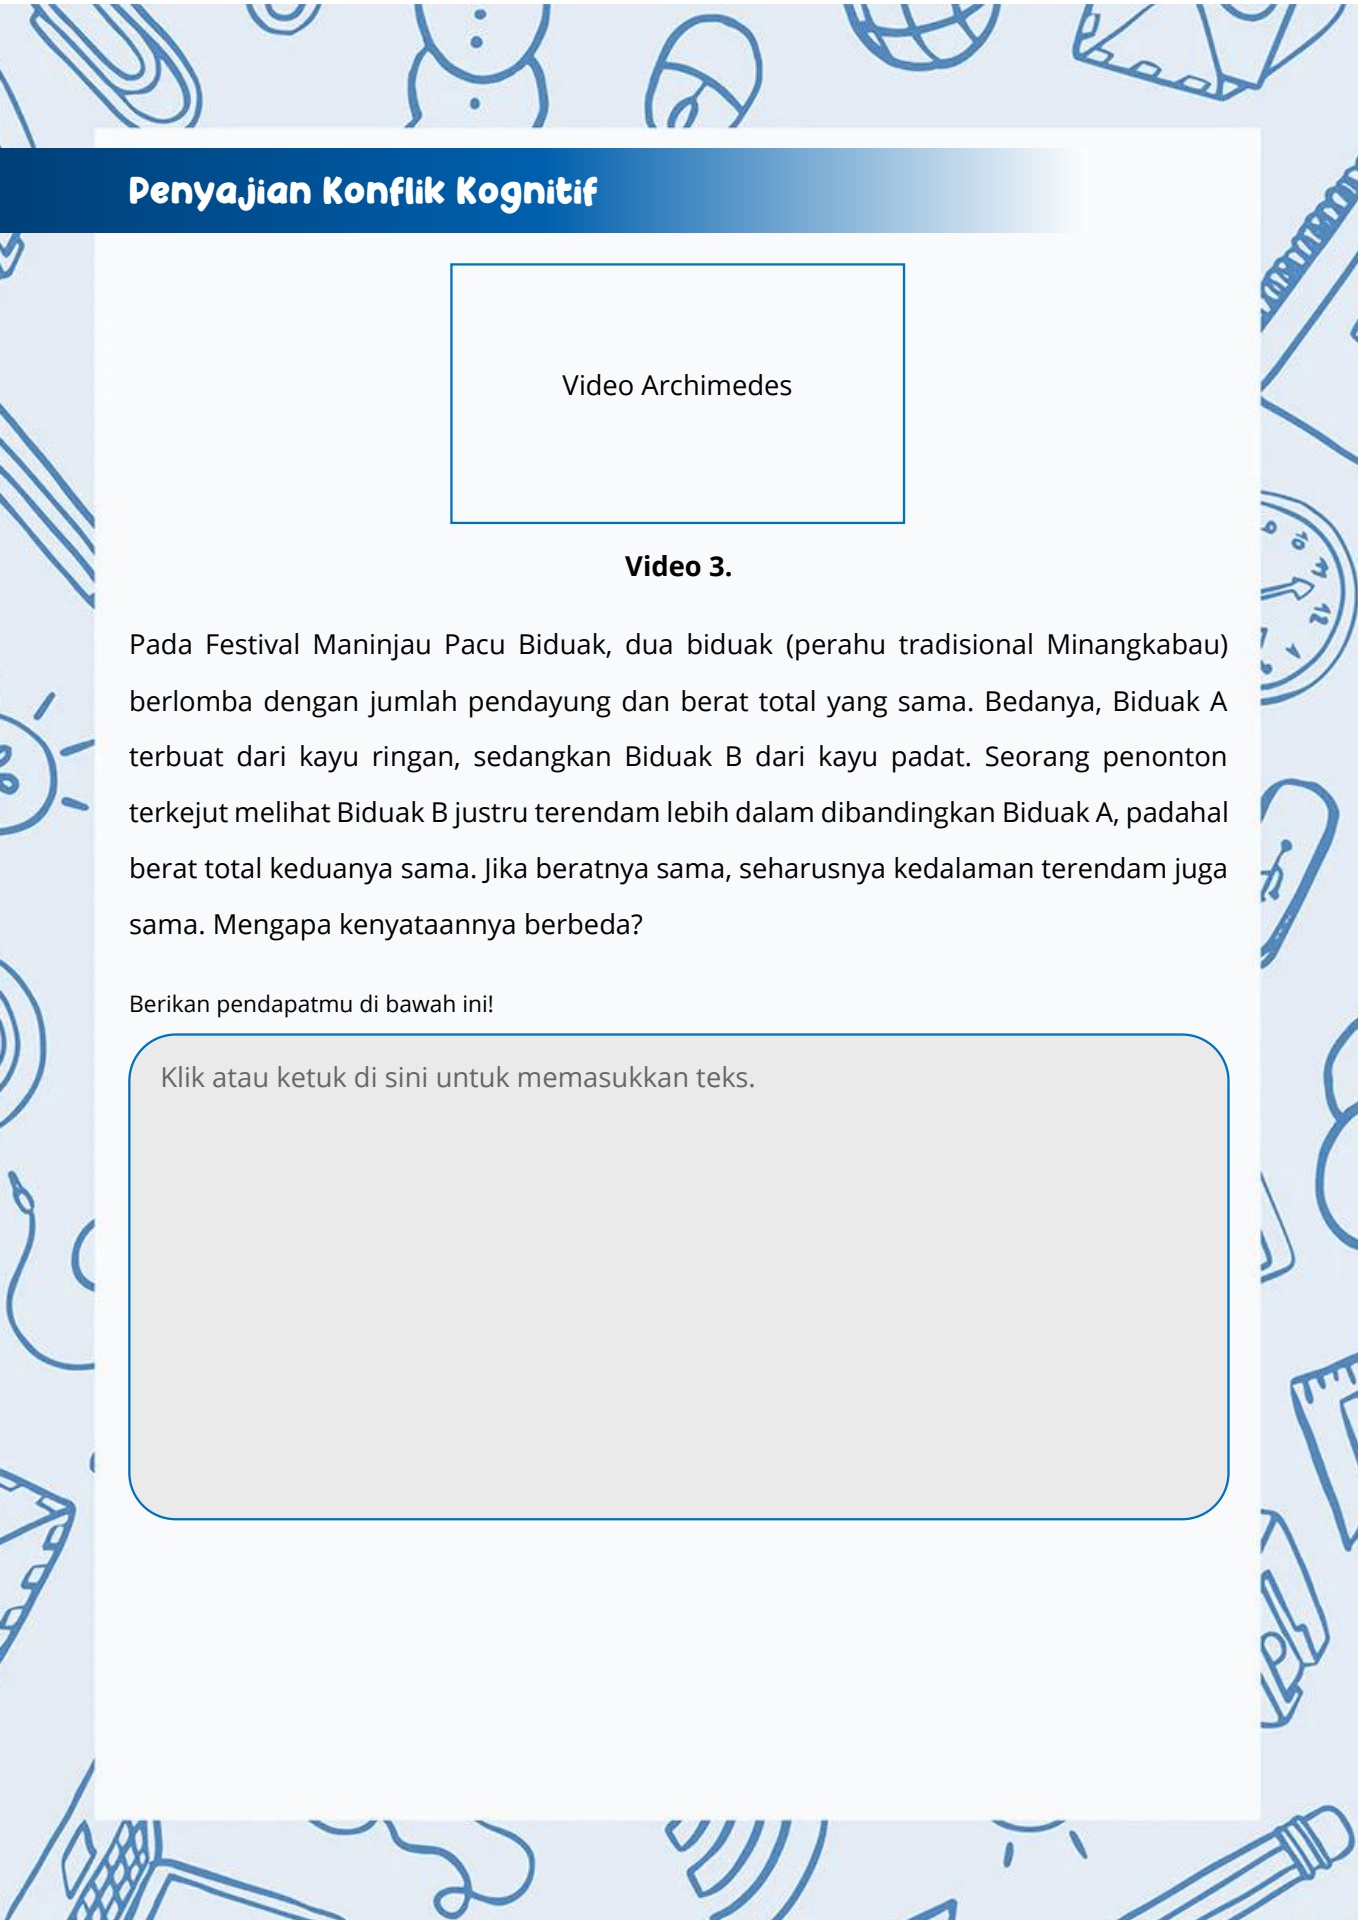 Penyajian Konflik Kognitif
Video Archimedes
Video 3.
Pada Festival Maninjau Pacu Biduak, dua biduak (perahu tradisional Minangkabau)
berlomba dengan jumlah pendayung dan berat total yang sama. Bedanya, Biduak A
terbuat dari kayu ringan, sedangkan Biduak B dari kayu padat. Seorang penonton
terkejut melihat Biduak B justru terendam lebih dalam dibandingkan Biduak A, padahal
berat total keduanya sama. Jika beratnya sama, seharusnya kedalaman terendam juga
sama. Mengapa kenyataannya berbeda?
Berikan pendapatmu di bawah ini!
Klik atau ketuk di sini untuk memasukkan teks.